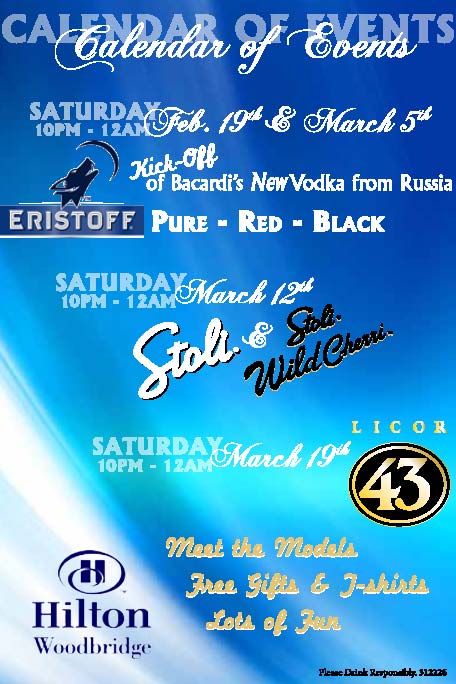 CALENDAR OF EVENTS
Calendar of Events
SATURDAY
10PM - 12AM
Feb. 19th & March 5th
Kick-Off
of Bacardi's New Vodka from Russia
ERISTOFF
PURE - RED - BLACK
SATURDAY
10PM - 12AM
March 12th
Stoli. & Stoli.
Wild Cherri.
SATURDAY
10PM - 12AM
March 19th
LICOR
43
Meet the Models
Free Gifts & T-shirts
Lots of Fun
H
Hilton
Woodbridge
Please Drink Responsibly. 312226